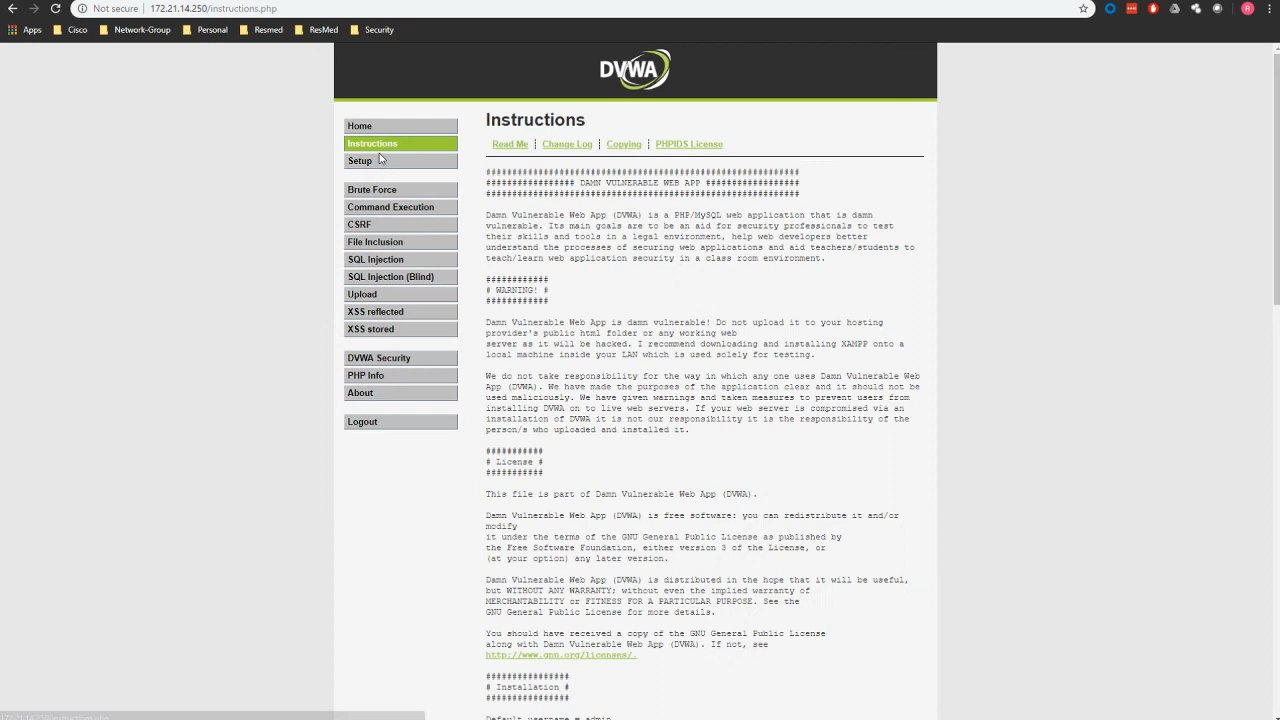 Not secure | 172.21.14.250/instructions.php
R
Apps Cisco Network-Group Personal Resmed ResMed Security
DVWA
Home
Instructions
Setup
Brute Force
Command Execution
CSRF
File Inclusion
SQL Injection
SQL Injection (Blind)
Upload
XSS reflected
XSS stored
DVWA Security
PHP Info
About
Logout
Instructions
Read Me | Change Log | Copying | PHPIDS License
###########################################################
################# DAMN VULNERABLE WEB APP #################
###########################################################
Damn Vulnerable Web App (DVWA) is a PHP/MySQL web application that is damn
vulnerable. Its main goals are to be an aid for security professionals to test
their skills and tools in a legal environment, help web developers better
understand the processes of securing web applications and aid teachers/students to
teach/learn web application security in a class room environment.
############
# WARNING! #
############
Damn Vulnerable Web App is damn vulnerable! Do not upload it to your hosting
provider's public html folder or any working web
server as it will be hacked. I recommend downloading and installing XAMPP onto a
local machine inside your LAN which is used solely for testing.
We do not take responsibility for the way in which any one uses Damn Vulnerable Web
App (DVWA). We have made the purposes of the application clear and it should not be
used maliciously. We have given warnings and taken measures to prevent users from
installing DVWA on to live web servers. If your web server is compromised via an
installation of DVWA it is not our responsibility it is the responsibility of the
person/s who uploaded and installed it.
###########
# License #
###########
This file is part of Damn Vulnerable Web App (DVWA).
Damn Vulnerable Web App (DVWA) is free software: you can redistribute it and/or
modify
it under the terms of the GNU General Public License as published by
the Free Software Foundation, either version 3 of the License, or
(at your option) any later version.
Damn Vulnerable Web App (DVWA) is distributed in the hope that it will be useful,
but WITHOUT ANY WARRANTY; without even the implied warranty of
MERCHANTABILITY or FITNESS FOR A PARTICULAR PURPOSE. See the
GNU General Public License for more details.
You should have received a copy of the GNU General Public License
along with Damn Vulnerable Web App (DVWA). If not, see
http://www.gnu.org/licenses/.
################
# Installation #
################
Default username = admin
172.21.14.250/instructions.php